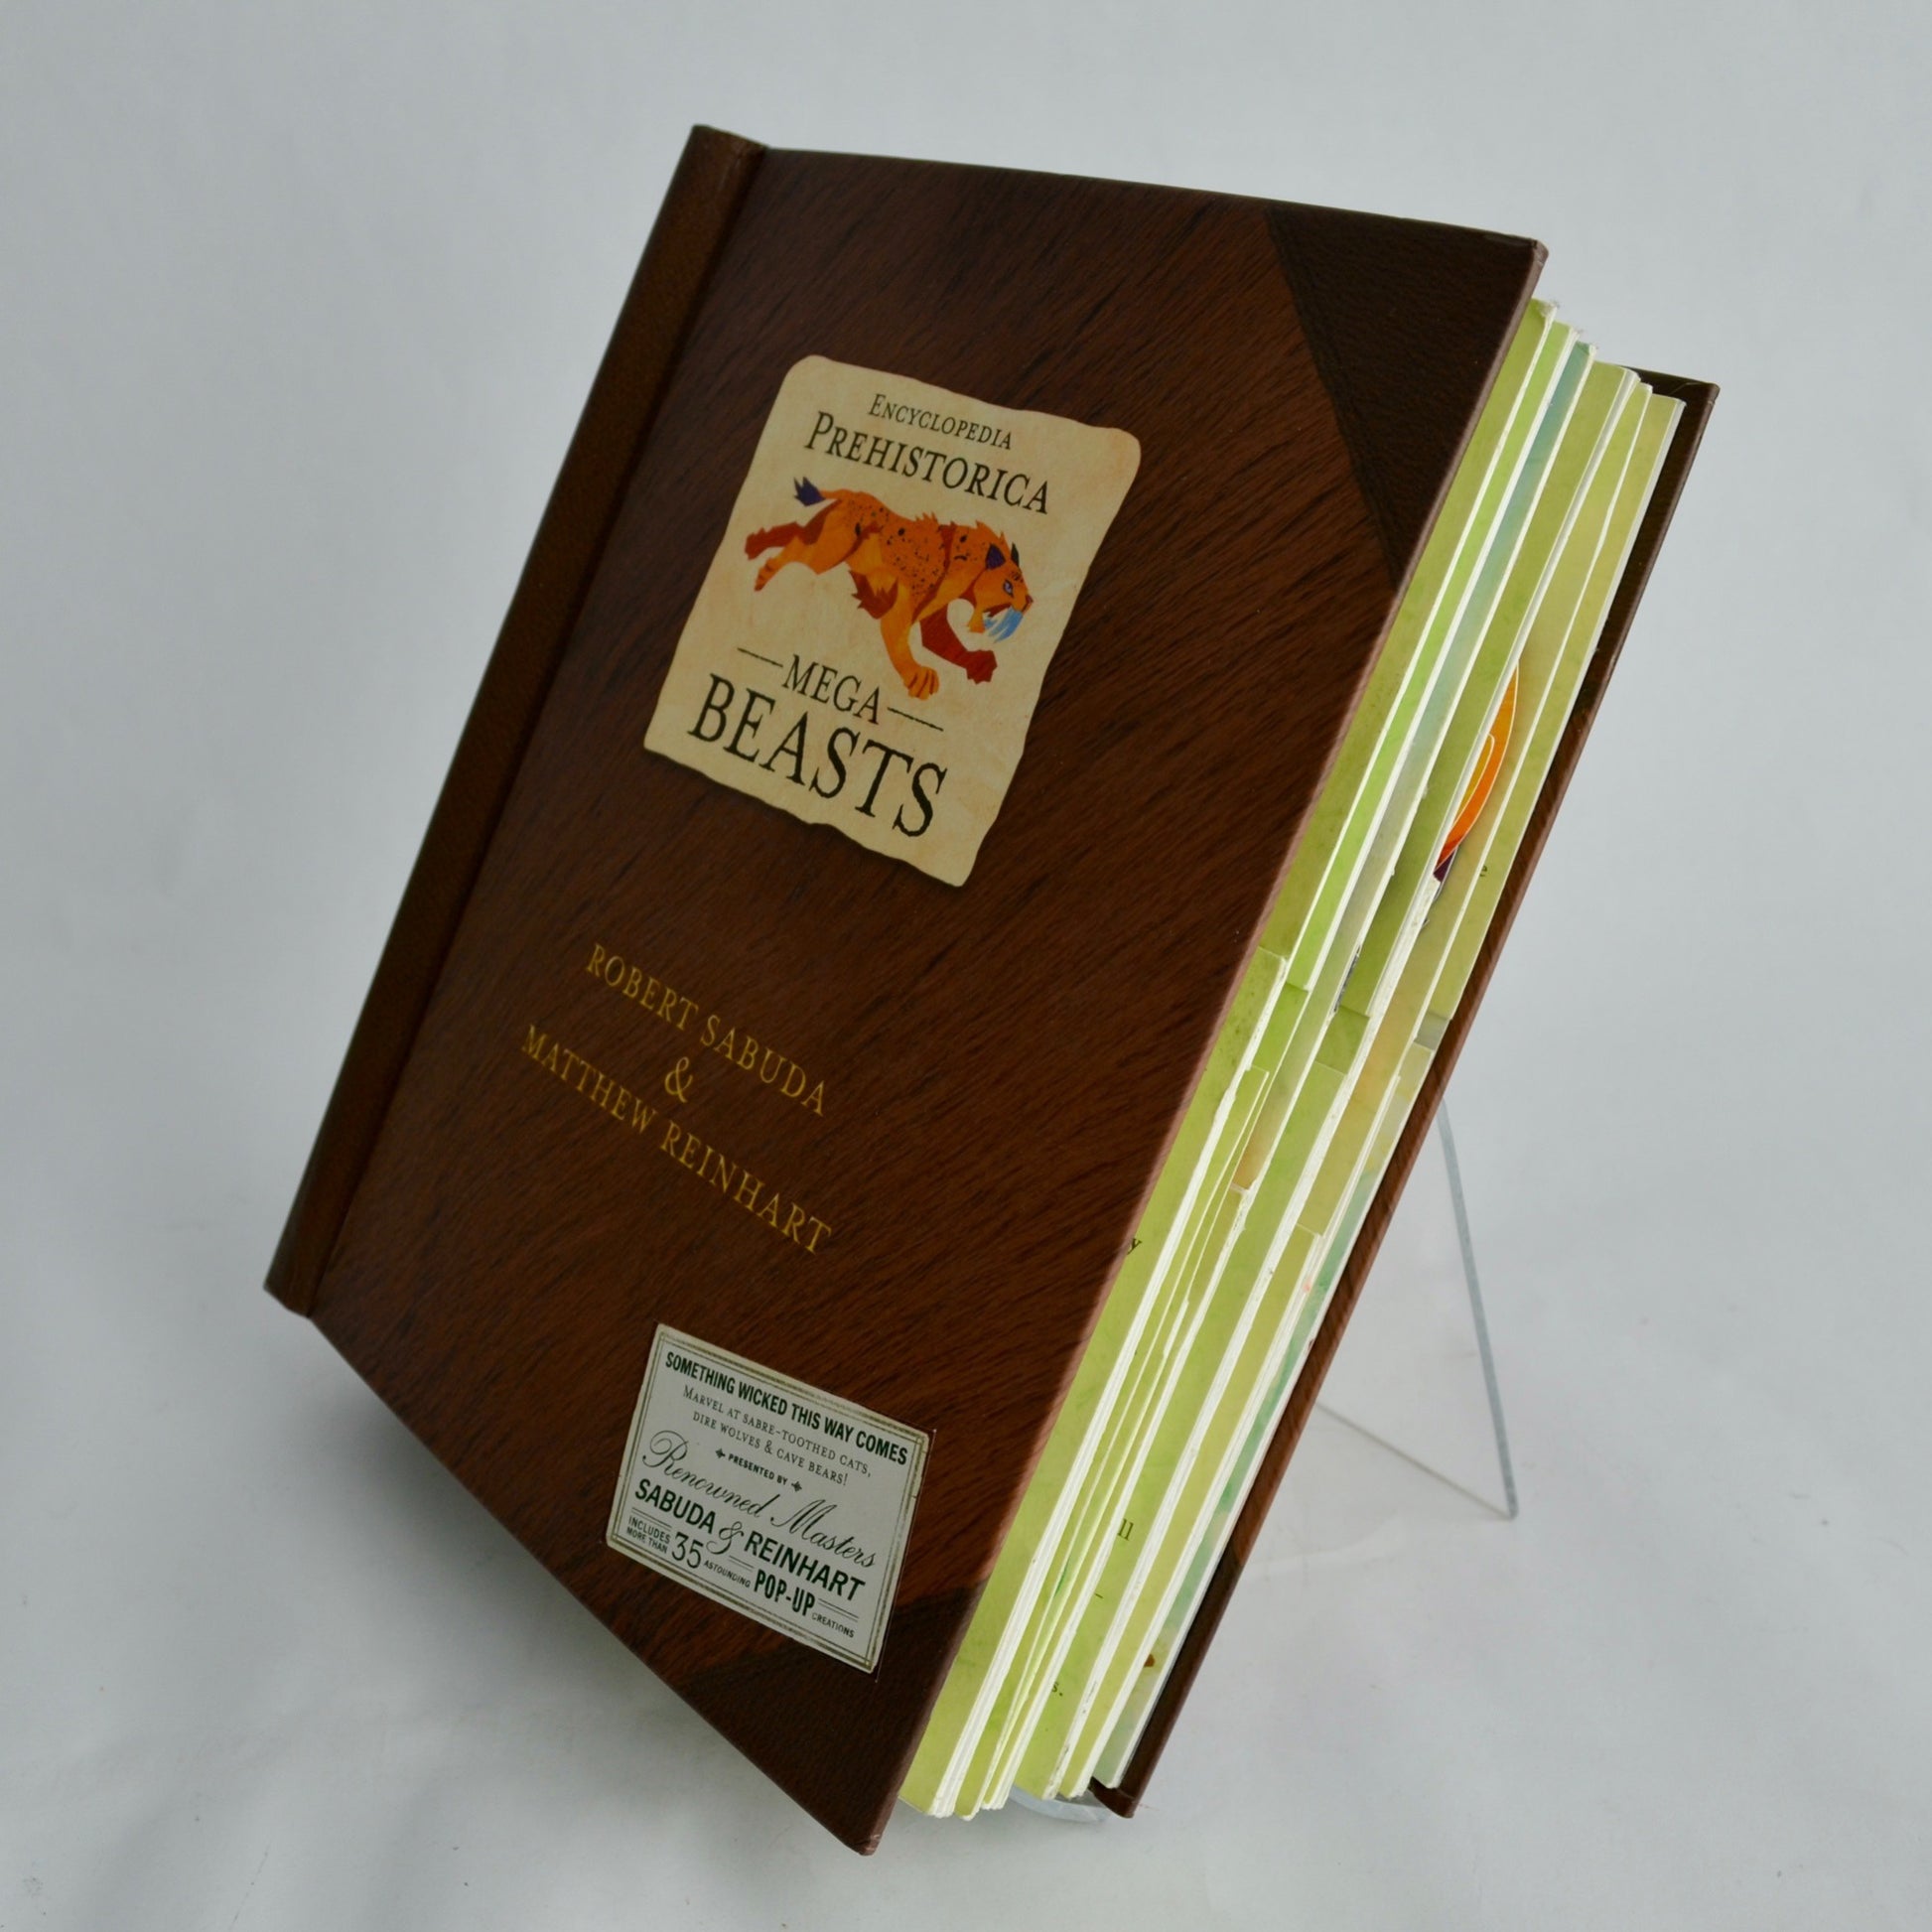 ENCYCLOPEDIA
PREHISTORICA
MEGA
BEASTS
ROBERT SABUDA
&
MATTHEW REINHART
SOMETHING WICKED THIS WAY COMES
MARVEL AT SABRE-TOOTHED CATS,
DIRE WOLVES & CAVE BEARS!
PRESENTED BY
Renowned Masters
SABUDA & REINHART
INCLUDES MORE THAN 35 ASTOUNDING POP-UP CREATIONS
e
y
ll
s.